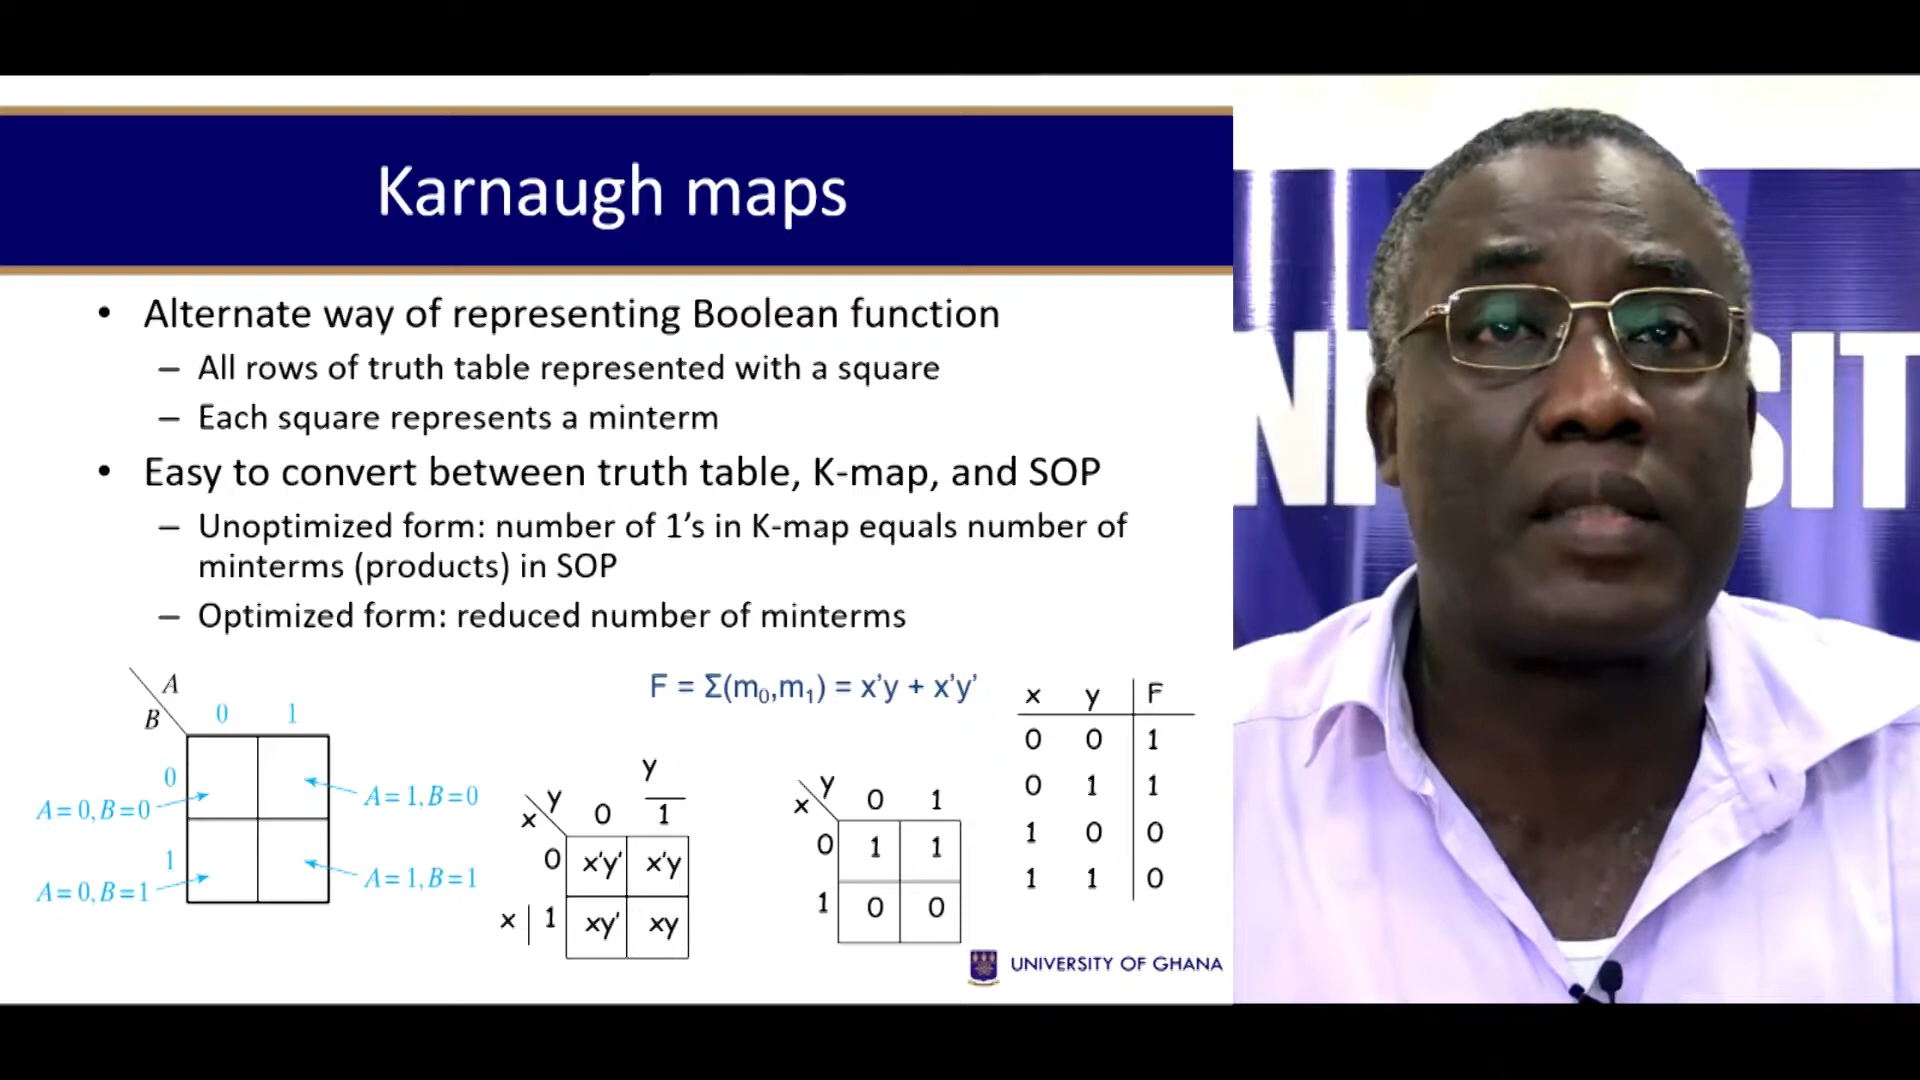 Karnaugh maps
• Alternate way of representing Boolean function
– All rows of truth table represented with a square
– Each square represents a minterm
• Easy to convert between truth table, K-map, and SOP
– Unoptimized form: number of 1's in K-map equals number of
minterms (products) in SOP
– Optimized form: reduced number of minterms
A
B
0 1
0
1
A=0, B=0
A=1, B=0
A=0, B=1
A=1, B=1
F = Σ(m₀,m₁) = x'y + x'y'
y
y
x
0 1
0 x'y' x'y
x 1 xy' xy
y
x
0 1
0 1 1
1 0 0
x y F
0 0 1
0 1 1
1 0 0
1 1 0
UNIVERSITY OF GHANA
NI SIT